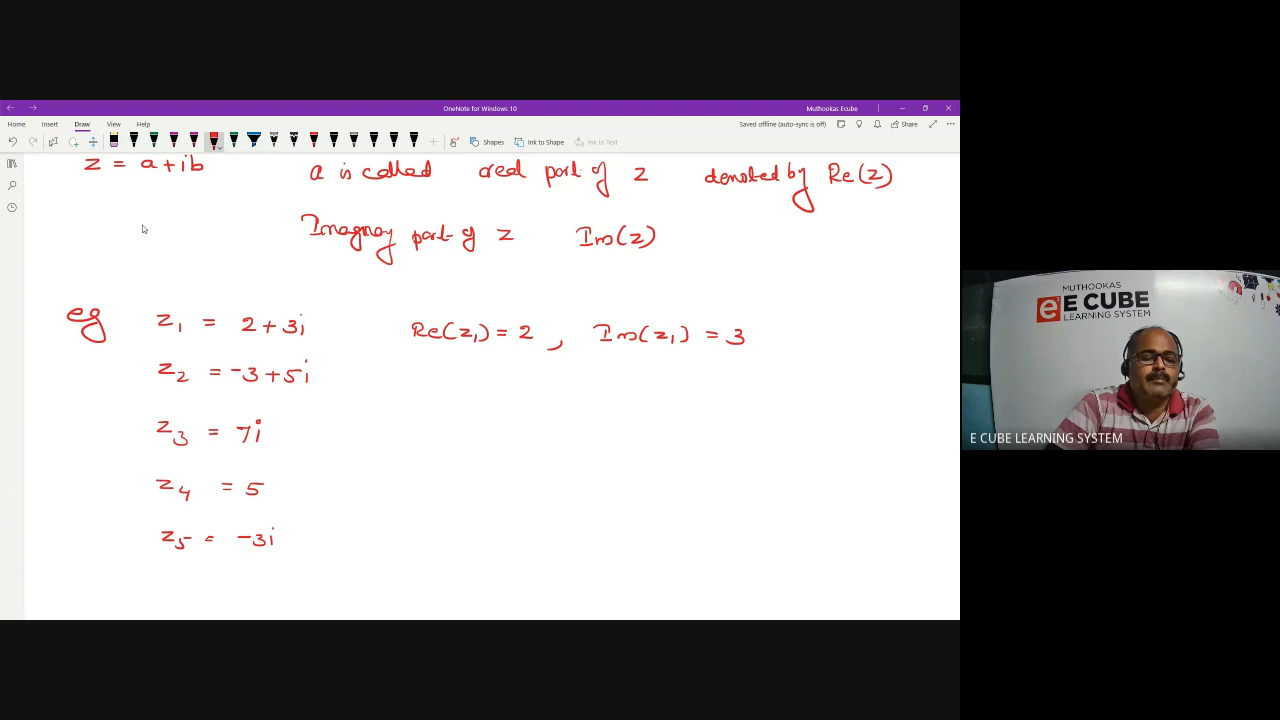 OneNote for Windows 10
Muthookas Ecube
Home Insert Draw View Help
Saved offline (auto-sync is off)
Share
Shapes
Ink to Shape
Ink to Text
z = a + ib a is called real part of z denoted by Re(z)
Imagnay part of z Im(z)
eg z1 = 2 + 3i Re(z1) = 2 , Im(z1) = 3
z2 = -3 + 5i
z3 = 7i
z4 = 5
z5 = -3i
MUTHOOKAS
e E CUBE
LEARNING SYSTEM
E CUBE LEARNING SYSTEM